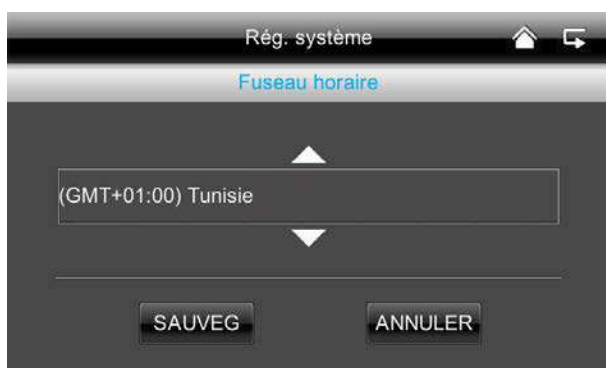 Rég. système
Fuseau horaire
(GMT+01:00) Tunisie
SAUVEG ANNULER